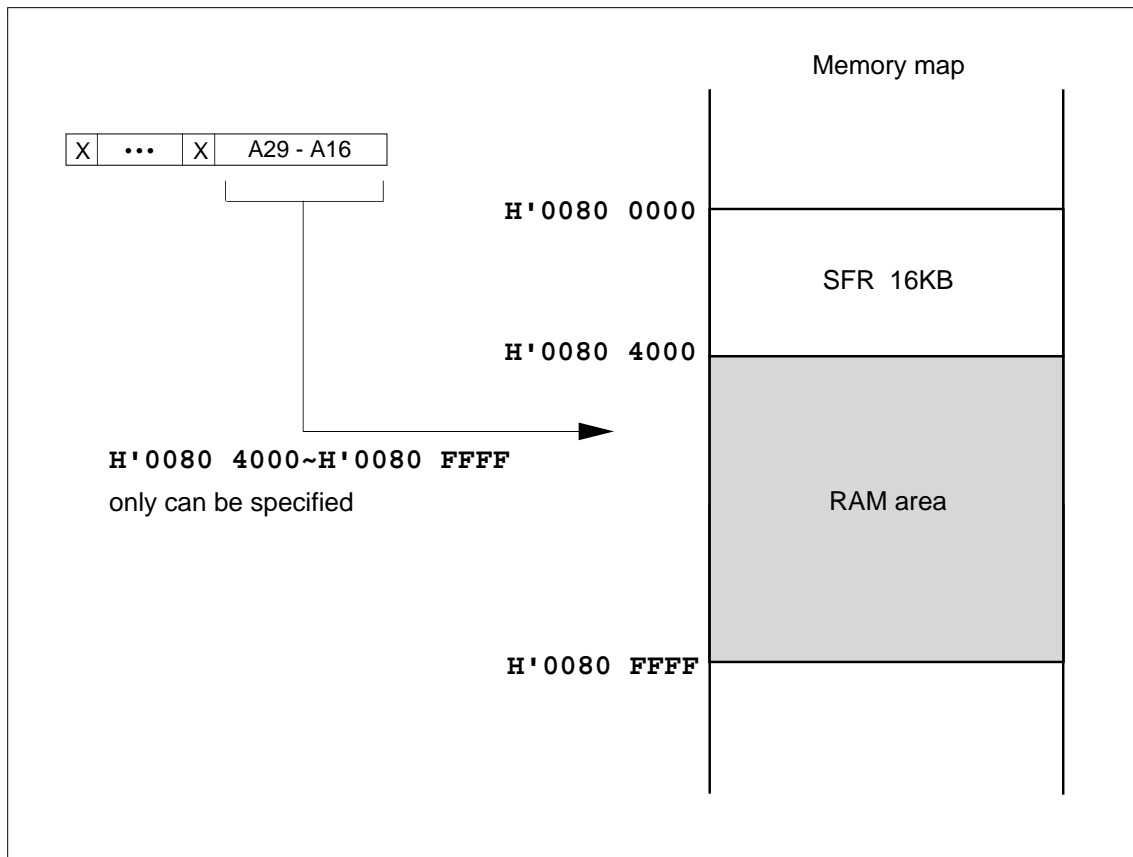 Memory map
X ••• X A29 - A16
H'0080 0000
SFR 16KB
H'0080 4000
H'0080 4000~H'0080 FFFF
only can be specified
RAM area
H'0080 FFFF